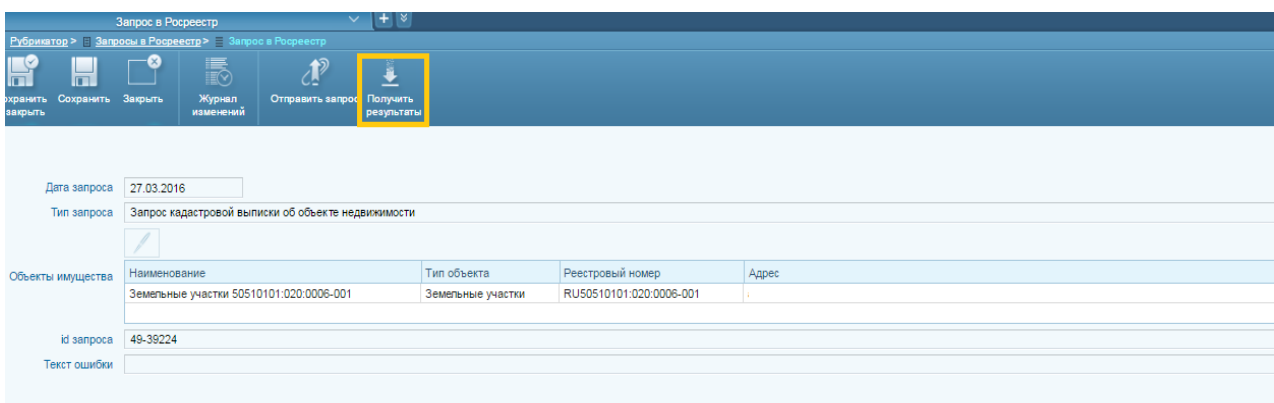 Запрос в Росреестр
Рубрикатор > Запросы в Росреестр > Запрос в Росреестр
охранить Сохранить Закрыть Журнал Отправить запрос Получить
закрыть изменений результаты
Дата запроса 27.03.2016
Тип запроса Запрос кадастровой выписки об объекте недвижимости
Объекты имущества Наименование Тип объекта Реестровый номер Адрес
Земельные участки 50510101:020:0006-001 Земельные участки RU50510101:020:0006-001
id запроса 49-39224
Текст ошибки